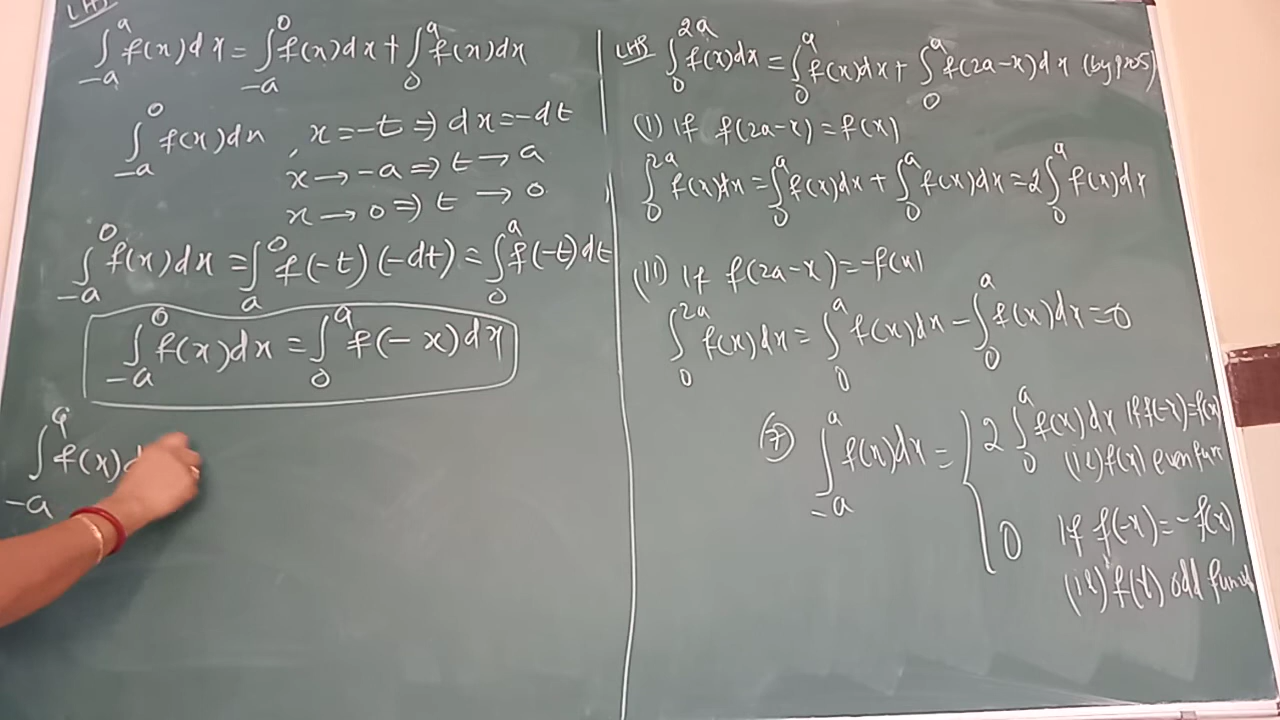 LHS
∫_{-a}^{a} f(x)dx = ∫_{-a}^{0} f(x)dx + ∫_{0}^{a} f(x)dx
∫_{-a}^{0} f(x)dx , x = -t ⇒ dx = -dt
x → -a ⇒ t → a
x → 0 ⇒ t → 0
∫_{-a}^{0} f(x)dx = ∫_{a}^{0} f(-t)(-dt) = ∫_{0}^{a} f(-t)dt
∫_{-a}^{0} f(x)dx = ∫_{0}^{a} f(-x)dx
∫_{-a}^{a} f(x)d
LHS ∫_{0}^{2a} f(x)dx = ∫_{0}^{a} f(x)dx + ∫_{0}^{a} f(2a-x)dx (by pro5)
(i) If f(2a-x) = f(x)
∫_{0}^{2a} f(x)dx = ∫_{0}^{a} f(x)dx + ∫_{0}^{a} f(x)dx = 2∫_{0}^{a} f(x)dx
(ii) If f(2a-x) = -f(x)
∫_{0}^{2a} f(x)dx = ∫_{0}^{a} f(x)dx - ∫_{0}^{a} f(x)dx = 0
⑦ ∫_{-a}^{a} f(x)dx = { 2∫_{0}^{a} f(x)dx If f(-x) = f(x)
(ie) f(x) even fun
0 If f(-x) = -f(x)
(ie) f(x) odd func